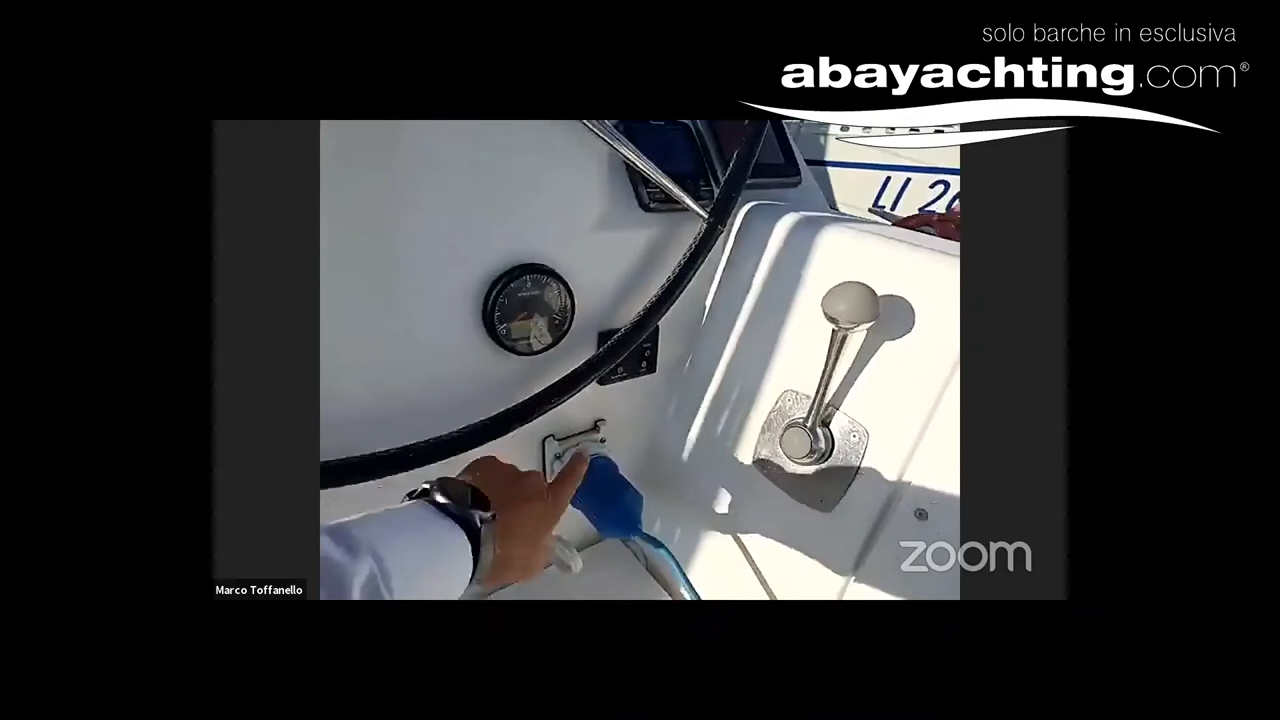 solo barche in esclusiva
abayachting.com®
LI 2
zoom
Marco Toffanello